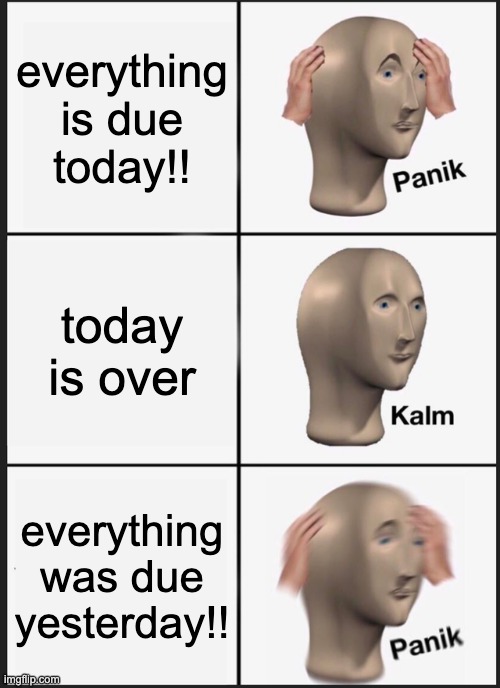 everything
is due
today!!
Panik
today
is over
Kalm
everything
was due
yesterday!!
Panik
imgflip.com